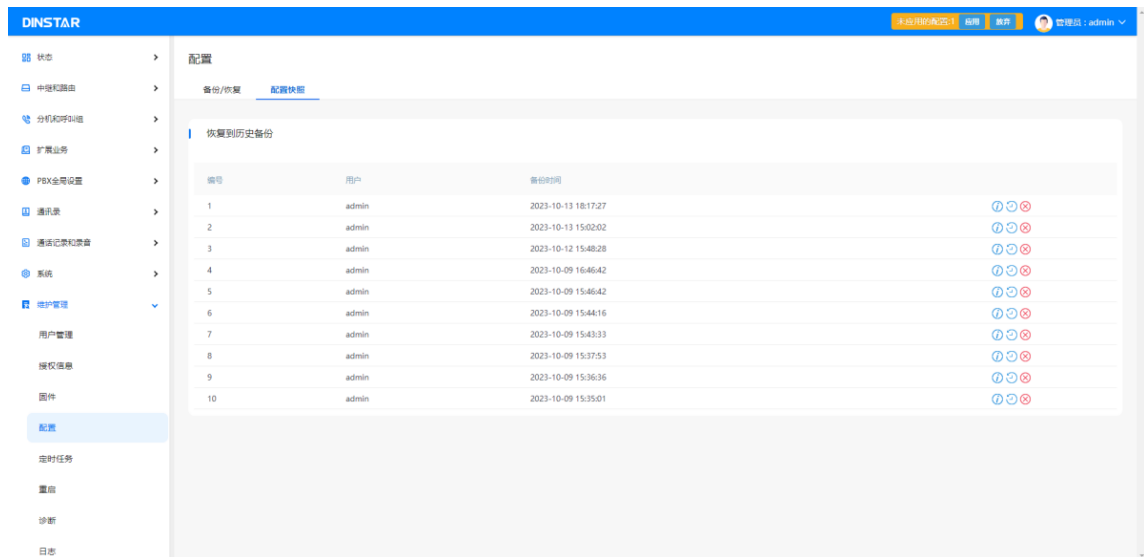 DINSTAR
未应用的配置:1 应用 放弃
管理员 : admin
状态
中继和路由
分机和呼叫组
扩展业务
PBX全局设置
通讯录
通话记录和录音
系统
维护管理
用户管理
授权信息
固件
配置
定时任务
重启
诊断
日志
配置
备份/恢复 配置快照
恢复到历史备份
编号 用户 备份时间
1 admin 2023-10-13 18:17:27
2 admin 2023-10-13 15:02:02
3 admin 2023-10-12 15:48:28
4 admin 2023-10-09 16:46:42
5 admin 2023-10-09 15:46:42
6 admin 2023-10-09 15:44:16
7 admin 2023-10-09 15:43:33
8 admin 2023-10-09 15:37:53
9 admin 2023-10-09 15:36:36
10 admin 2023-10-09 15:35:01